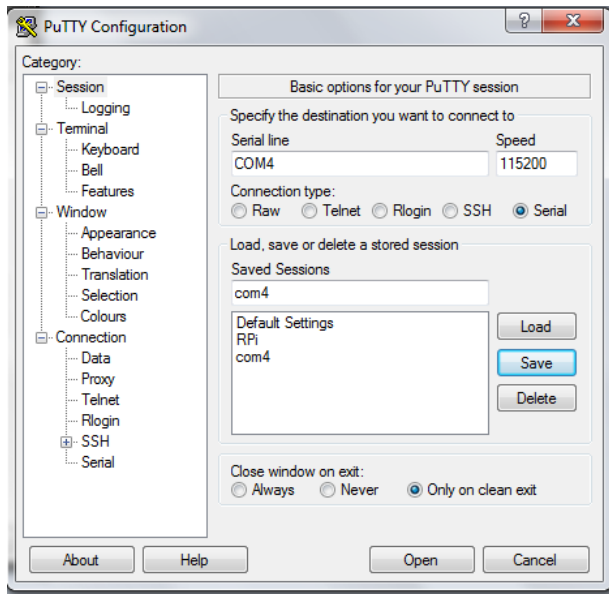 PuTTY Configuration
Category:
Session
Logging
Terminal
Keyboard
Bell
Features
Window
Appearance
Behaviour
Translation
Selection
Colours
Connection
Data
Proxy
Telnet
Rlogin
SSH
Serial
Basic options for your PuTTY session
Specify the destination you want to connect to
Serial line Speed
COM4 115200
Connection type:
Raw Telnet Rlogin SSH Serial
Load, save or delete a stored session
Saved Sessions
com4
Default Settings
RPi
com4
Load
Save
Delete
Close window on exit:
Always Never Only on clean exit
About Help Open Cancel